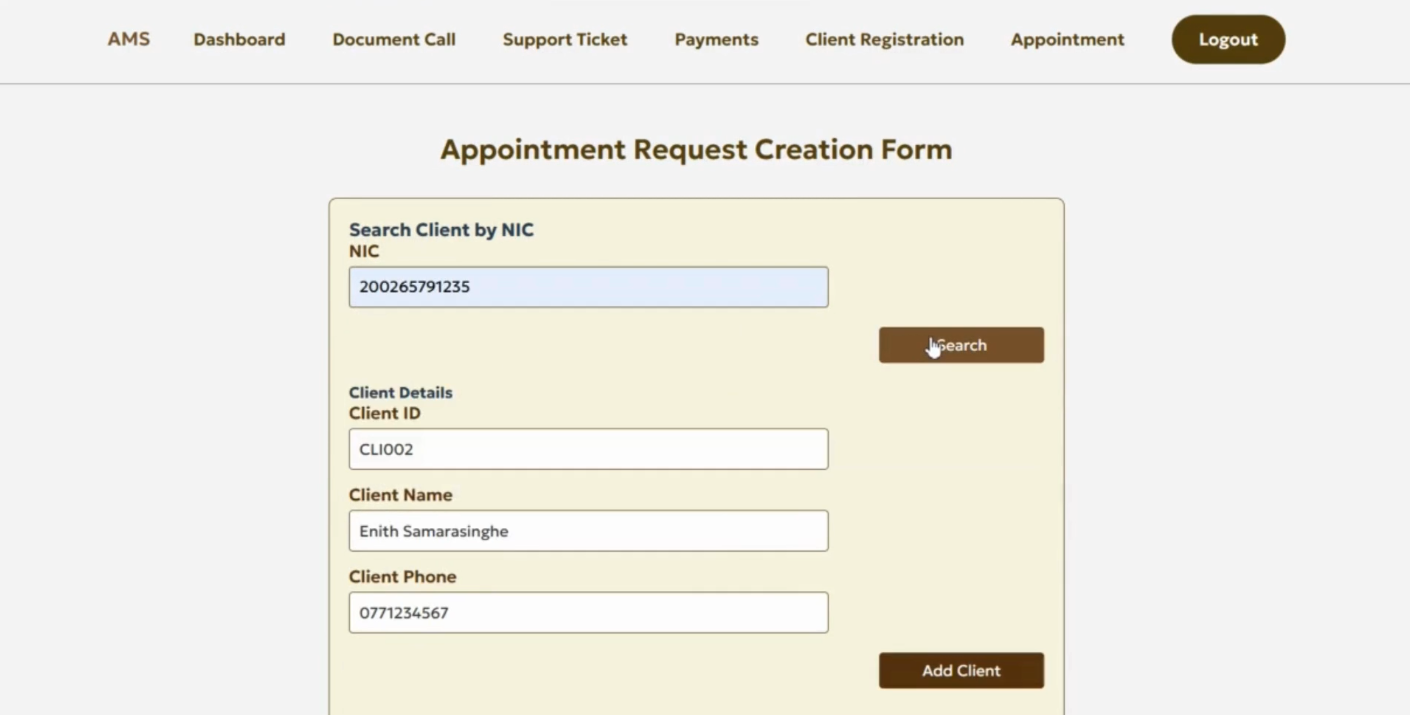 AMS Dashboard Document Call Support Ticket Payments Client Registration Appointment Logout
Appointment Request Creation Form
Search Client by NIC
NIC
200265791235
Search
Client Details
Client ID
CLI002
Client Name
Enith Samarasinghe
Client Phone
0771234567
Add Client